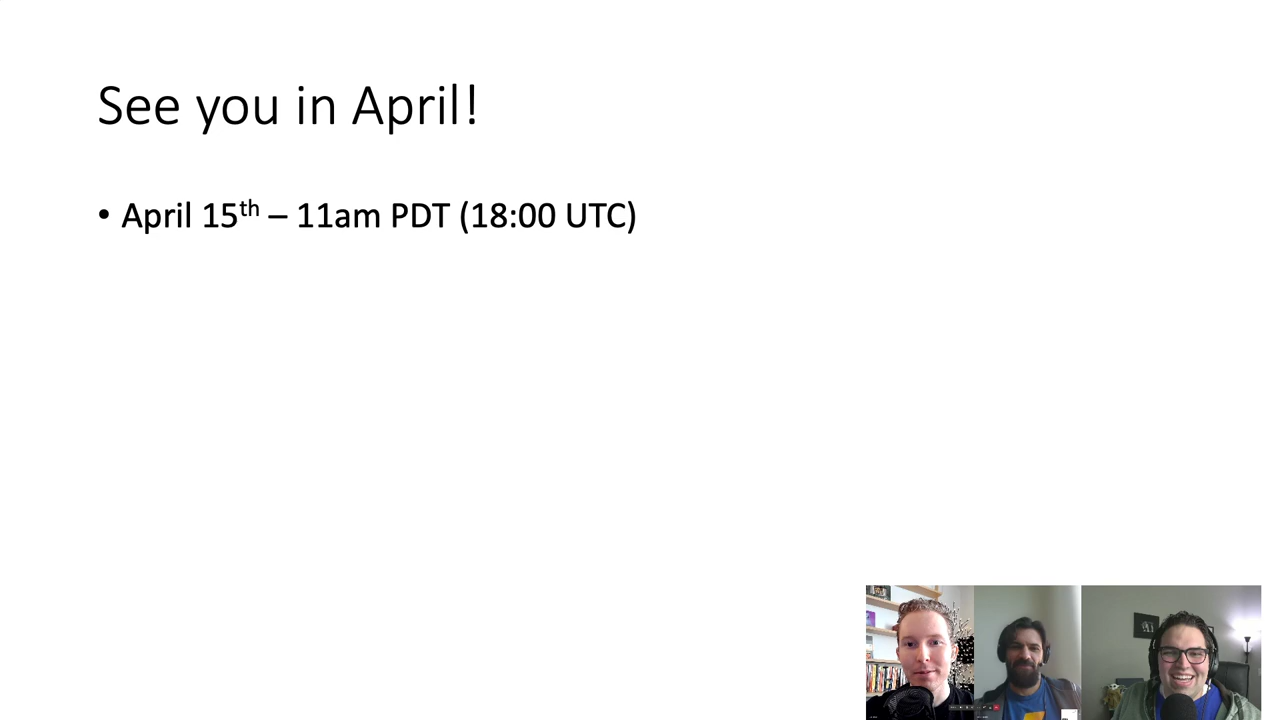 See you in April!
• April 15th – 11am PDT (18:00 UTC)